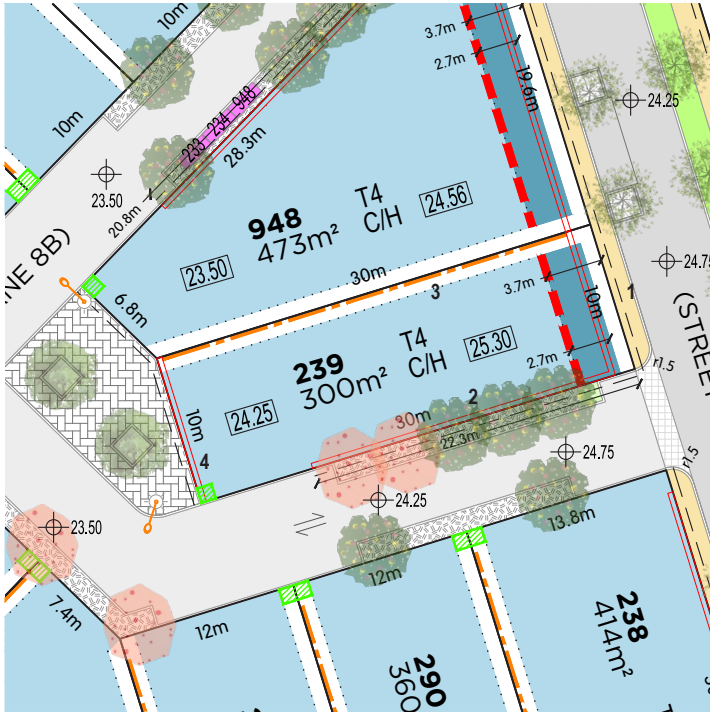 10m
3.7m
2.7m
19.6m
24.25
10m
233 234 948
28.3m
23.50
20.8m
948
473m²
T4
C/H
24.56
23.50
NE 8B)
30m
3
24.75
6.8m
3.7m
10m
1
(STREET
239
300m²
T4
C/H
25.30
2.7m
r1.5
24.25
10m
4
30m
2
22.3m
24.75
r1.5
24.25
23.50
13.8m
12m
7.4m
12m
238
414m²
290
360